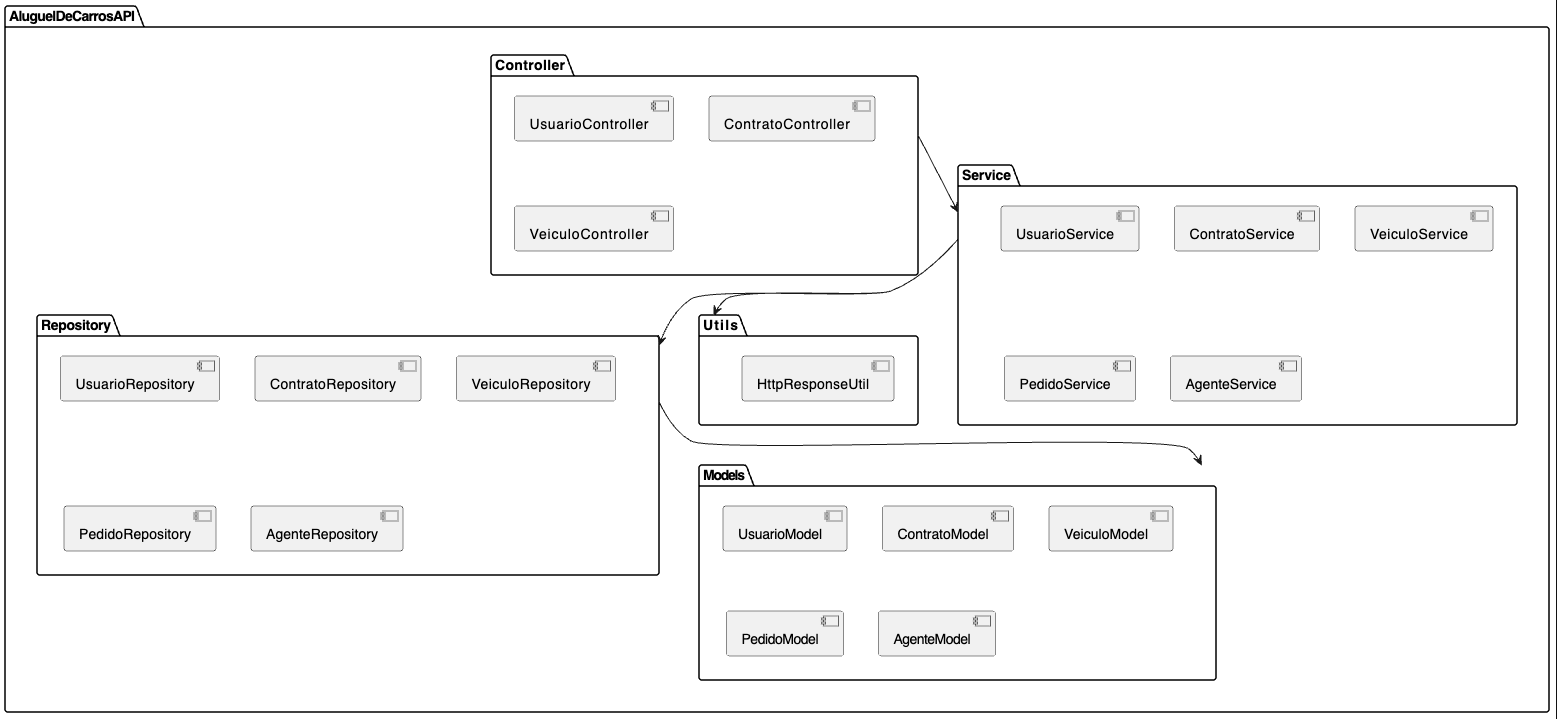 AluguelDeCarrosAPI
Controller
UsuarioController
ContratoController
VeiculoController
Service
UsuarioService
ContratoService
VeiculoService
PedidoService
AgenteService
Repository
UsuarioRepository
ContratoRepository
VeiculoRepository
PedidoRepository
AgenteRepository
Utils
HttpResponseUtil
Models
UsuarioModel
ContratoModel
VeiculoModel
PedidoModel
AgenteModel